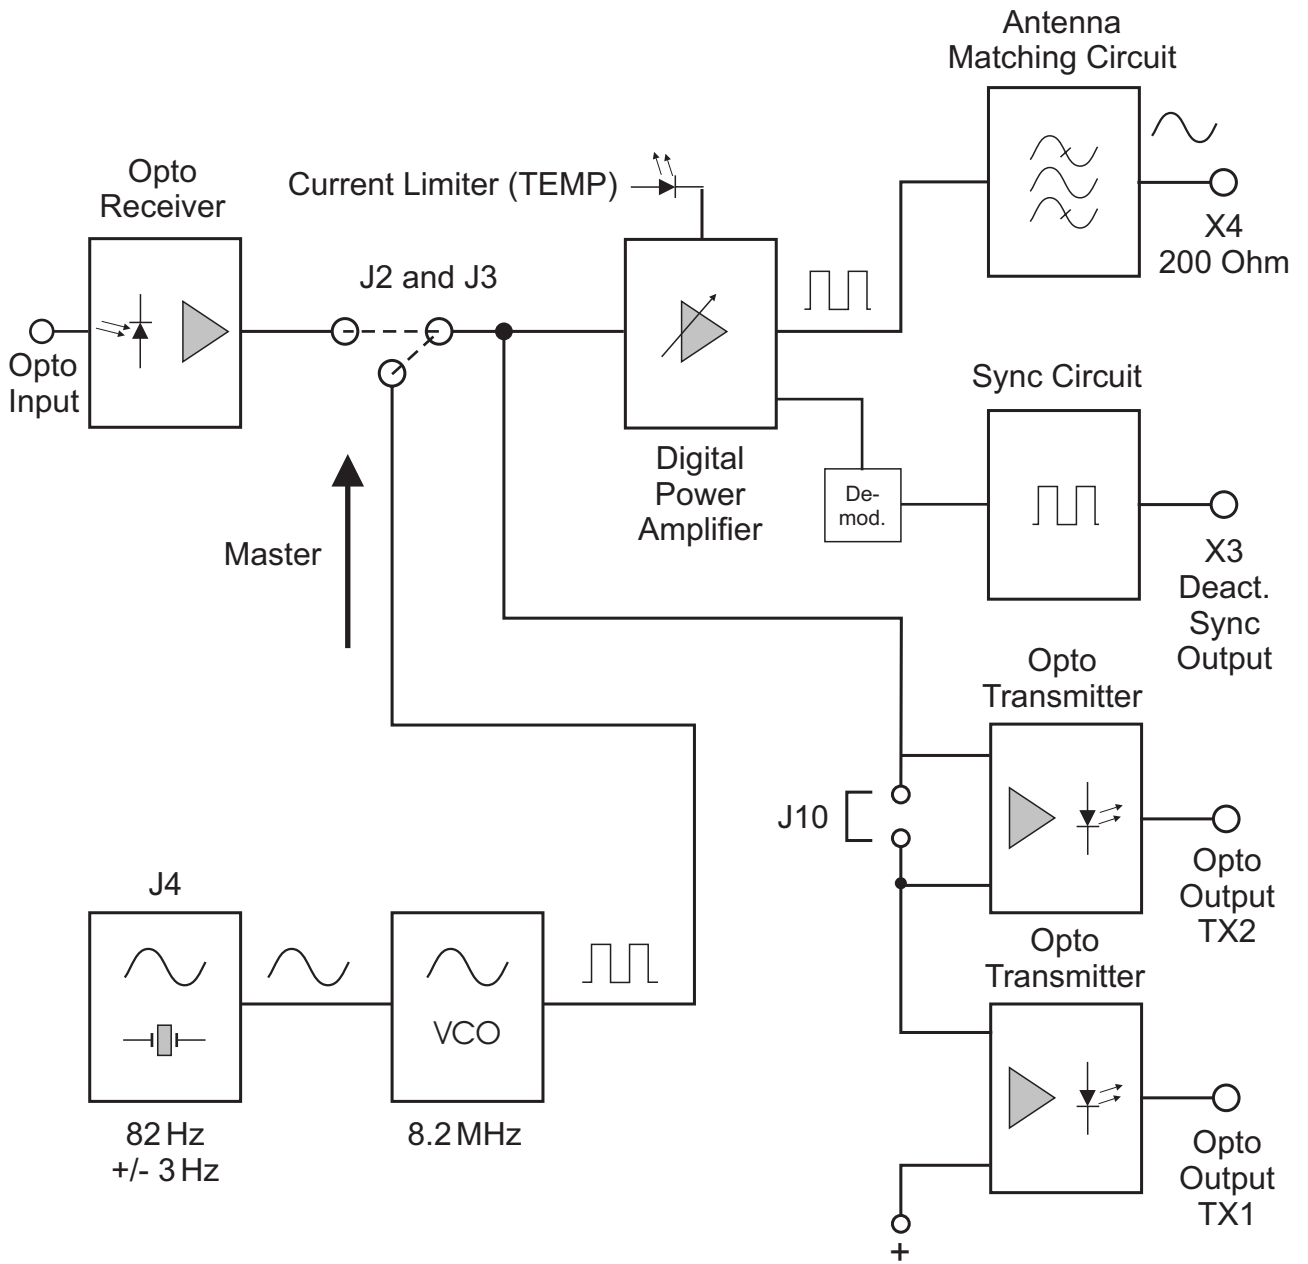 Antenna
Matching Circuit
X4
200 Ohm
Opto
Receiver
Current Limiter (TEMP)
J2 and J3
Opto
Input
Digital
Power
Amplifier
Sync Circuit
De-
mod.
X3
Deact.
Sync
Output
Master
Opto
Transmitter
J10
Opto
Output
TX2
J4
VCO
82 Hz
+/- 3 Hz
8.2 MHz
Opto
Transmitter
Opto
Output
TX1
+